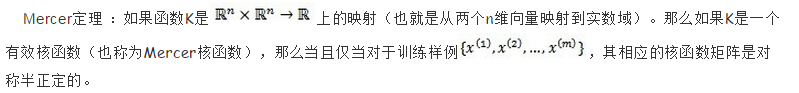 Mercer定理：如果函数K是 ℝⁿ × ℝⁿ → ℝ 上的映射（也就是从两个n维向量映射到实数域）。那么如果K是一个
有效核函数（也称为Mercer核函数），那么当且仅当对于训练样例{x⁽¹⁾, x⁽²⁾, …, x⁽ᵐ⁾}，其相应的核函数矩阵是对
称半正定的。